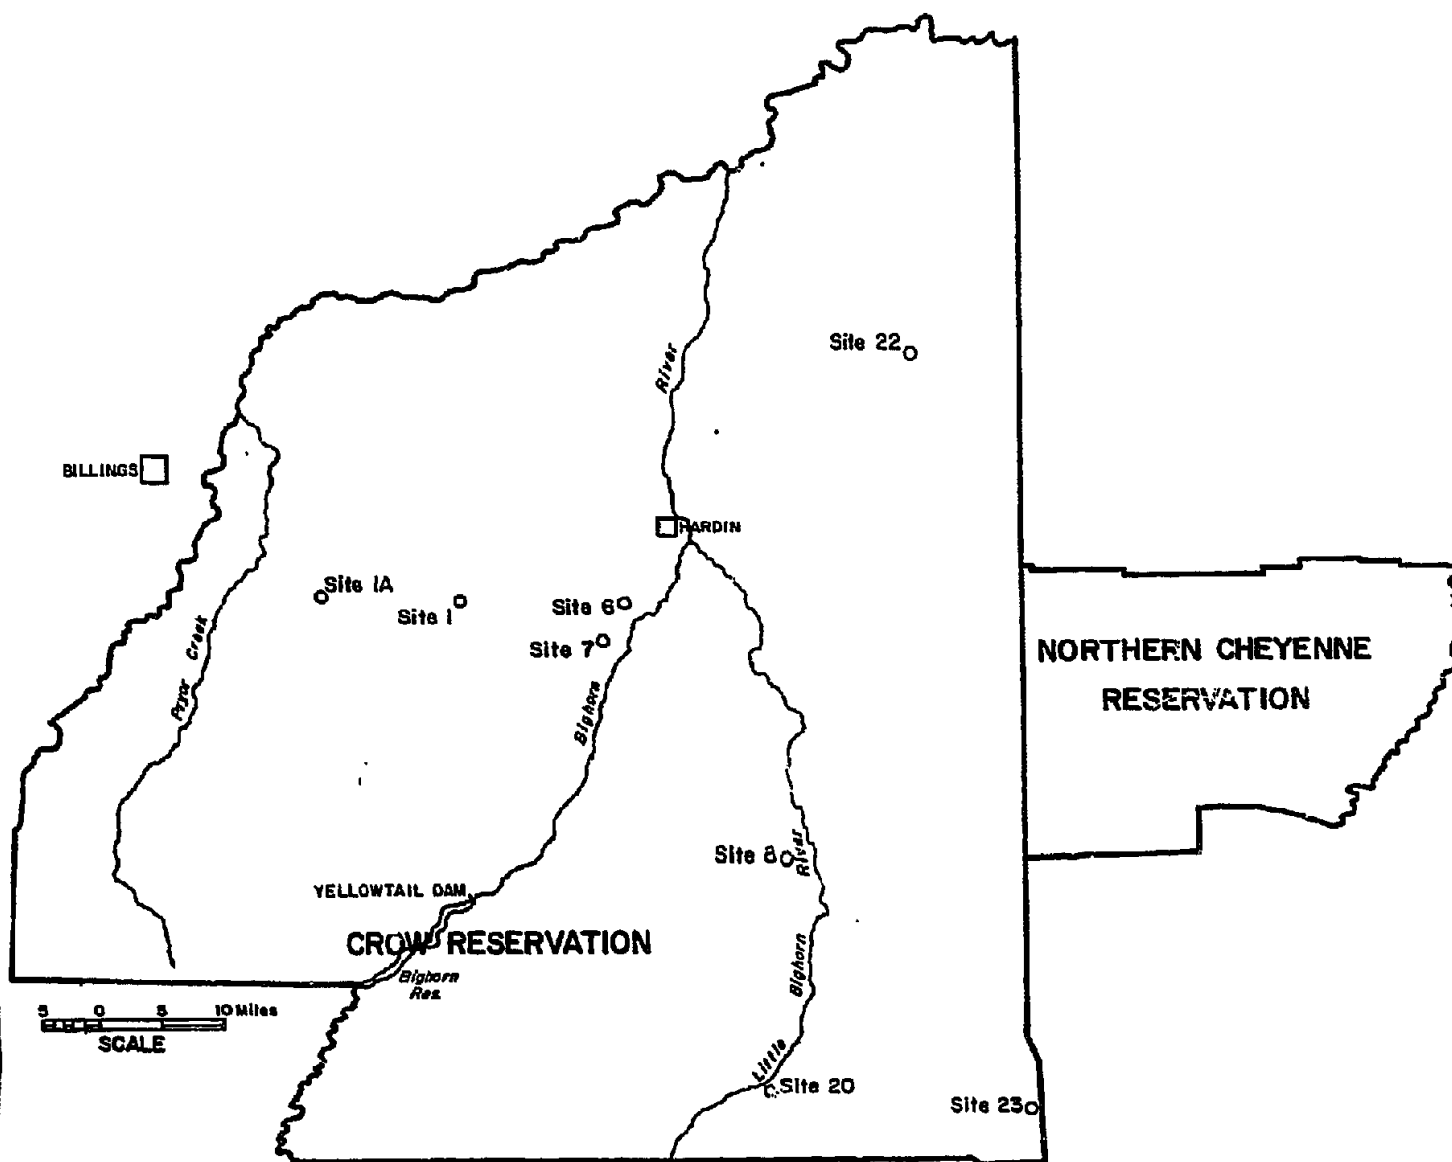 River
Site 22
BILLINGS
HARDIN
Site 1A
Site 1
Site 6
Site 7
Pryor Creek
Bighorn
NORTHERN CHEYENNE
RESERVATION
Site 8
River
YELLOWTAIL DAM
CROW RESERVATION
Bighorn
Res.
Bighorn
5 0 5 10 Miles
SCALE
Little
Site 20
Site 23